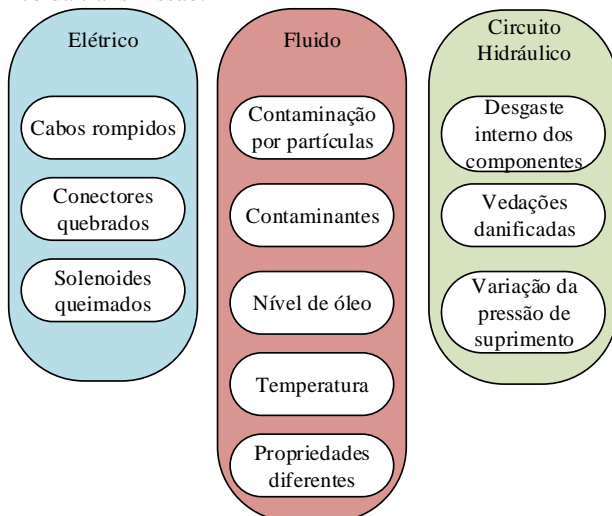 Elétrico
Cabos rompidos
Conectores
quebrados
Solenoides
queimados
Fluido
Contaminação
por partículas
Contaminantes
Nível de óleo
Temperatura
Propriedades
diferentes
Circuito
Hidráulico
Desgaste
interno dos
componentes
Vedações
danificadas
Variação da
pressão de
suprimento